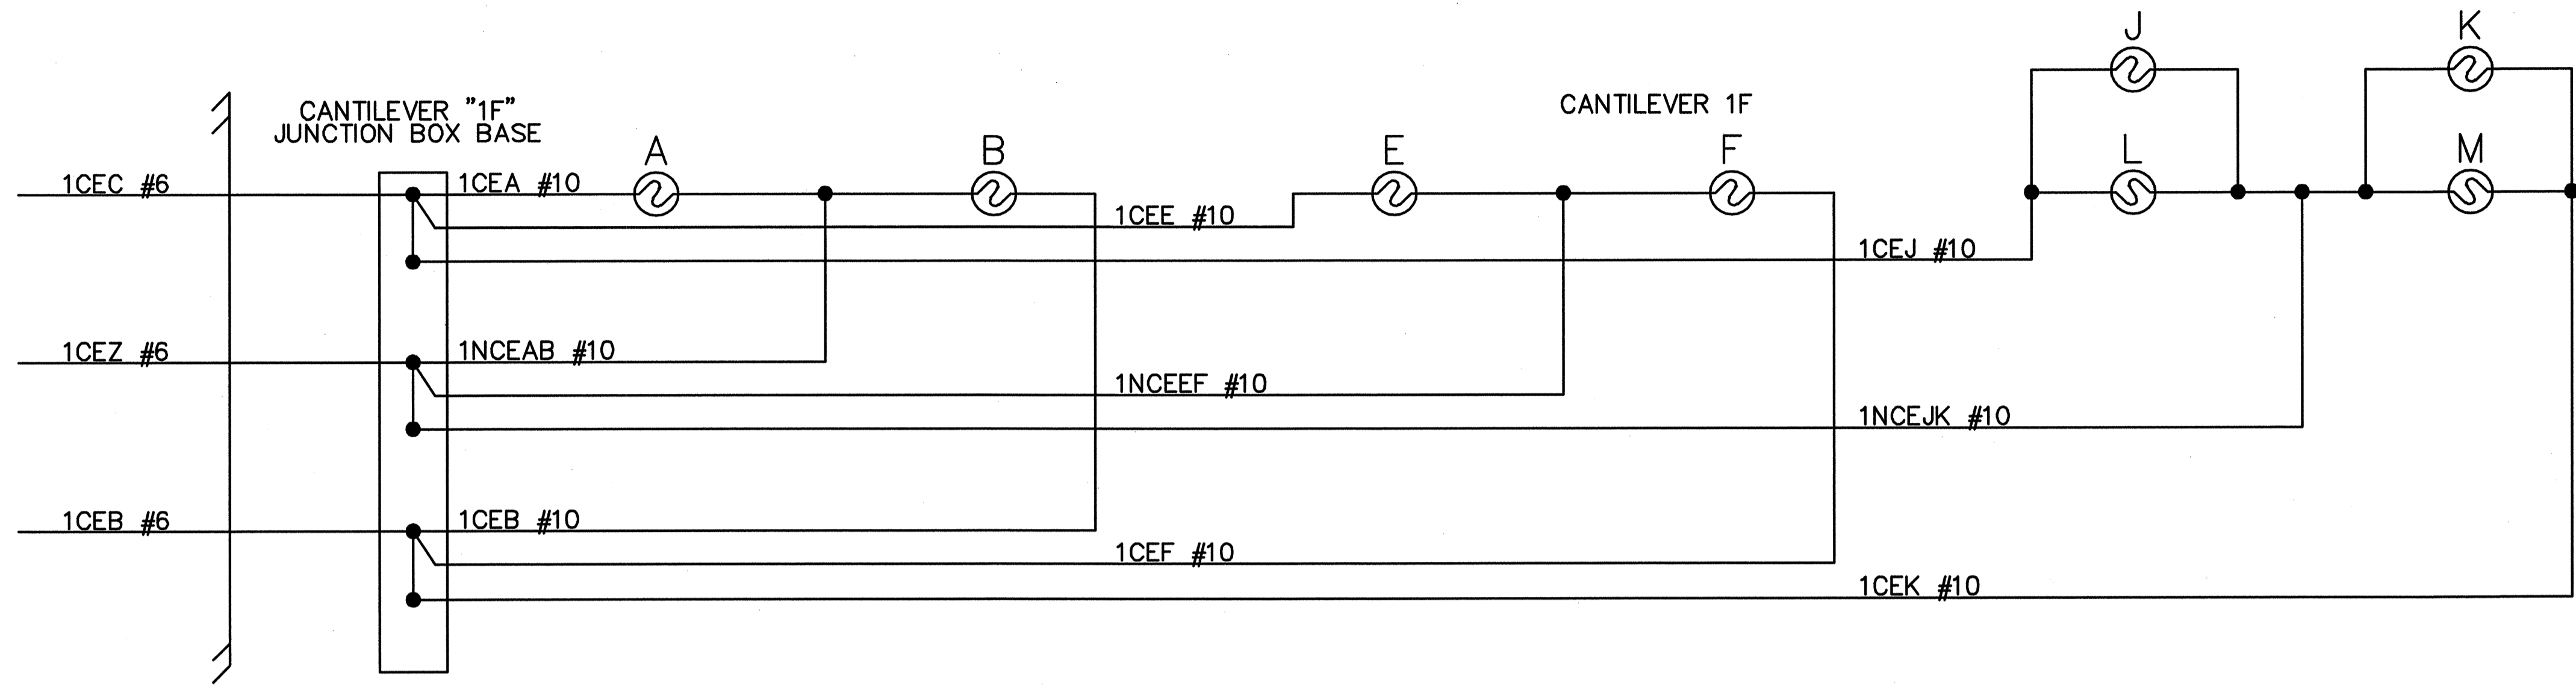 J
K
CANTILEVER "1F"
JUNCTION BOX BASE
CANTILEVER 1F
A
B
E
F
L
M
1CEC #6
1CEA #10
1CEE #10
1CEJ #10
1CEZ #6
1NCEAB #10
1NCEEF #10
1NCEJK #10
1CEB #6
1CEB #10
1CEF #10
1CEK #10